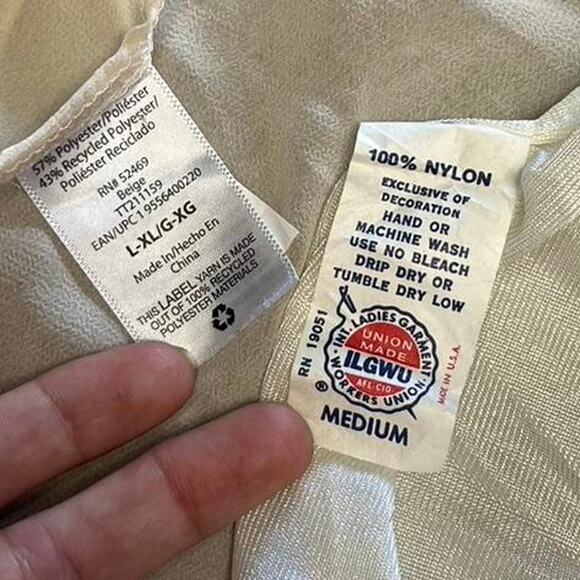 57% Polyester/Poliéster
43% Recycled Polyester/
Poliéster Reciclado
RN# 52469
Beige
TT211159
EAN/UPC 1 9556400220
L-XL/G-XG
Made in/Hecho En
China
THIS LABEL YARN IS MADE
OUT OF 100% RECYCLED
POLYESTER MATERIALS
100% NYLON
EXCLUSIVE OF
DECORATION
HAND OR
MACHINE WASH
USE NO BLEACH
DRIP DRY OR
TUMBLE DRY LOW
RN 19051
INT. LADIES GARMENT
WORKERS UNION
UNION
MADE
ILGWU
AFL-CIO
®
MADE IN U.S.A.
MEDIUM